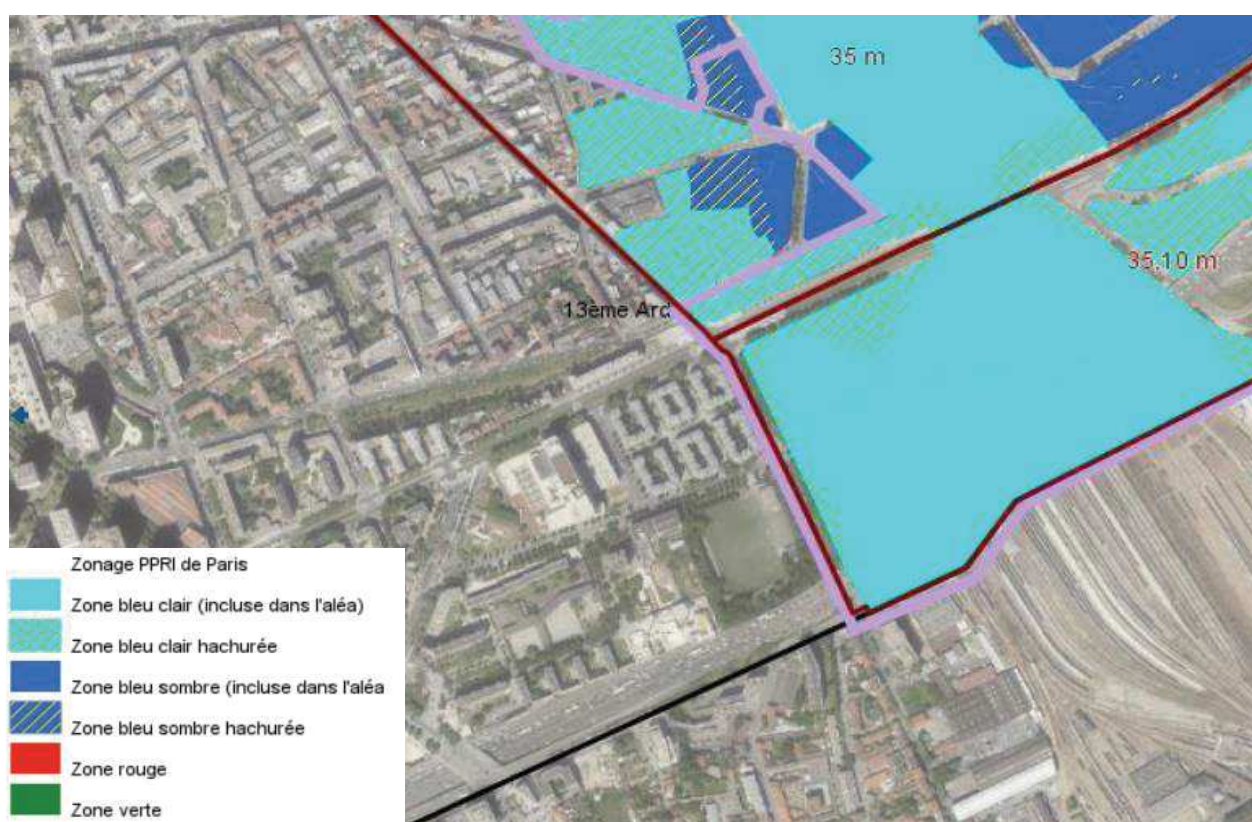 35 m
35,10 m
13ème Ard
Zonage PPRI de Paris
Zone bleu clair (incluse dans l'aléa)
Zone bleu clair hachurée
Zone bleu sombre (incluse dans l'aléa
Zone bleu sombre hachurée
Zone rouge
Zone verte